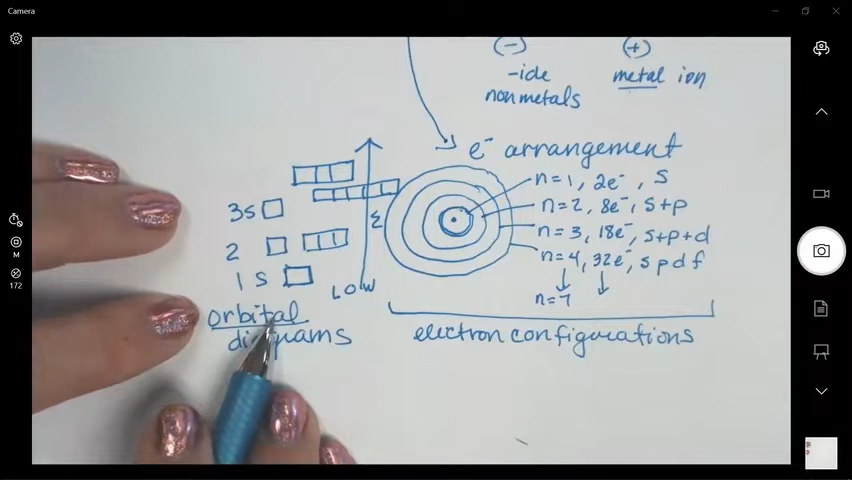 Camera
(-) (+)
-ide metal ion
nonmetals
e⁻ arrangement
n=1, 2e⁻, s
n=2, 8e⁻, s+p
3s
n=3, 18e⁻, s+p+d
E
2
n=4, 32e⁻, s p d f
1 s
LOW
n=7
orbital
diagrams
electron configurations
M
172